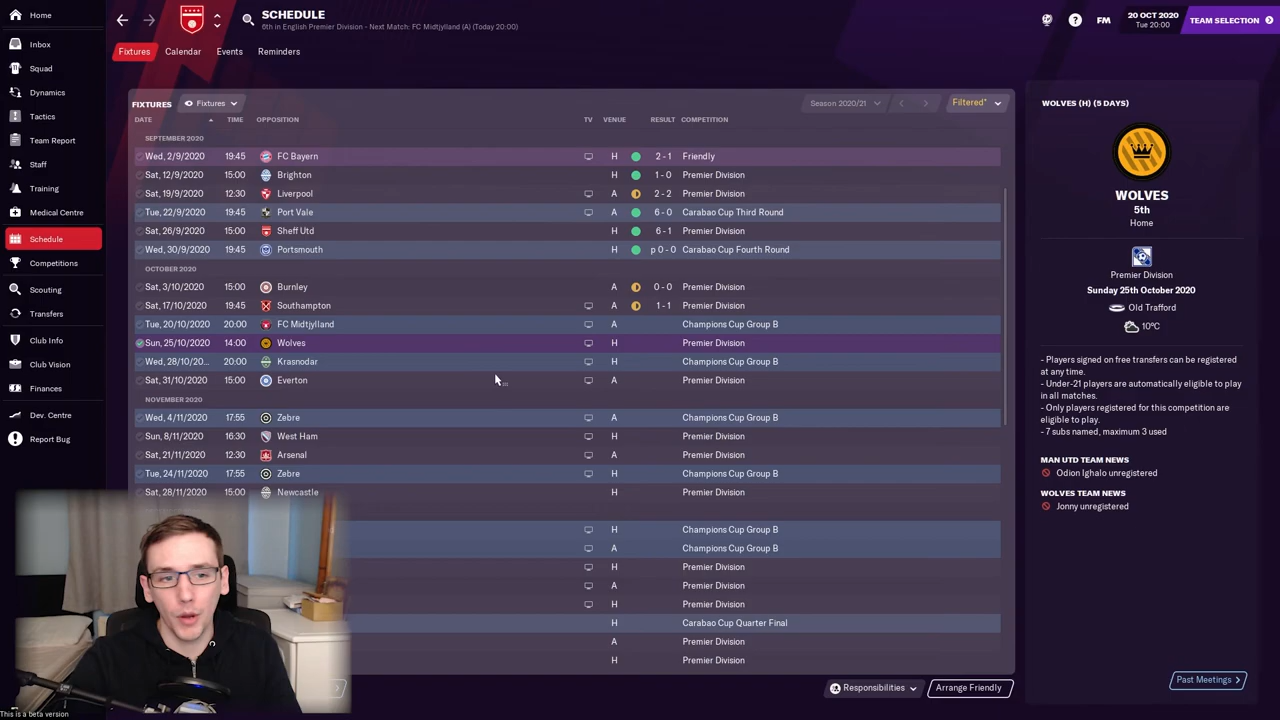 Home
SCHEDULE
6th in English Premier Division - Next Match: FC Midtjylland (A) (Today 20:00)
FM
20 OCT 2020
Tue 20:00
TEAM SELECTION
Inbox
Squad
Dynamics
Tactics
Team Report
Staff
Training
Medical Centre
Schedule
Competitions
Scouting
Transfers
Club Info
Club Vision
Finances
Dev. Centre
Report Bug
Fixtures Calendar Events Reminders
FIXTURES Fixtures Season 2020/21 Filtered*
DATE TIME OPPOSITION TV VENUE RESULT COMPETITION
SEPTEMBER 2020
Wed, 2/9/2020 19:45 FC Bayern H 2 - 1 Friendly
Sat, 12/9/2020 15:00 Brighton H 1 - 0 Premier Division
Sat, 19/9/2020 12:30 Liverpool A 2 - 2 Premier Division
Tue, 22/9/2020 19:45 Port Vale A 6 - 0 Carabao Cup Third Round
Sat, 26/9/2020 15:00 Sheff Utd H 6 - 1 Premier Division
Wed, 30/9/2020 19:45 Portsmouth H p 0 - 0 Carabao Cup Fourth Round
OCTOBER 2020
Sat, 3/10/2020 15:00 Burnley A 0 - 0 Premier Division
Sat, 17/10/2020 19:45 Southampton A 1 - 1 Premier Division
Tue, 20/10/2020 20:00 FC Midtjylland A Champions Cup Group B
Sun, 25/10/2020 14:00 Wolves H Premier Division
Wed, 28/10/20... 20:00 Krasnodar H Champions Cup Group B
Sat, 31/10/2020 15:00 Everton A Premier Division
NOVEMBER 2020
Wed, 4/11/2020 17:55 Zebre A Champions Cup Group B
Sun, 8/11/2020 16:30 West Ham H Premier Division
Sat, 21/11/2020 12:30 Arsenal A Premier Division
Tue, 24/11/2020 17:55 Zebre H Champions Cup Group B
Sat, 28/11/2020 15:00 Newcastle H Premier Division
H Champions Cup Group B
A Champions Cup Group B
H Premier Division
A Premier Division
H Premier Division
H Carabao Cup Quarter Final
A Premier Division
H Premier Division
Responsibilities Arrange Friendly
WOLVES (H) (5 DAYS)
WOLVES
5th
Home
Premier Division
Sunday 25th October 2020
Old Trafford
10°C
- Players signed on free transfers can be registered
at any time.
- Under-21 players are automatically eligible to play
in all matches.
- Only players registered for this competition are
eligible to play.
- 7 subs named, maximum 3 used
MAN UTD TEAM NEWS
Odion Ighalo unregistered
WOLVES TEAM NEWS
Jonny unregistered
Past Meetings
This is a beta version